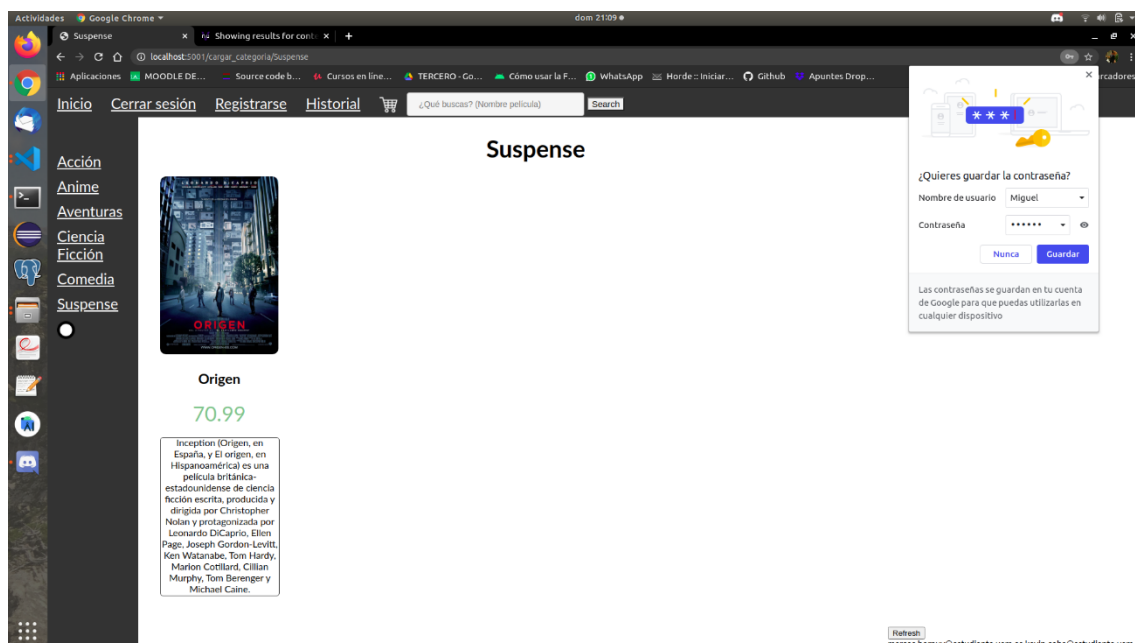 Actividades Google Chrome ▾ dom 21:09 ●
Suspense × Showing results for cont × +
localhost:5001/cargar_categoria/Suspense
Aplicaciones MOODLE DE... Source code b... Cursos en líne... TERCERO - Go... Cómo usar la F... WhatsApp Horde :: Iniciar... Github Apuntes Drop... rcadores
Inicio Cerrar sesión Registrarse Historial ¿Qué buscas? (Nombre película) Search
Suspense
Acción
Anime
Aventuras
Ciencia
Ficción
Comedia
Suspense
ORIGEN
Origen
70.99
Inception (Origen, en
España, y El origen, en
Hispanoamérica) es una
película británica-
estadounidense de ciencia
ficción escrita, producida y
dirigida por Christopher
Nolan y protagonizada por
Leonardo DiCaprio, Ellen
Page, Joseph Gordon-Levitt,
Ken Watanabe, Tom Hardy,
Marion Cotillard, Cillian
Murphy, Tom Berenger y
Michael Caine.
***
¿Quieres guardar la contraseña?
Nombre de usuario Miguel
Contraseña ••••••
Nunca Guardar
Las contraseñas se guardan en tu cuenta
de Google para que puedas utilizarlas en
cualquier dispositivo
Refresh